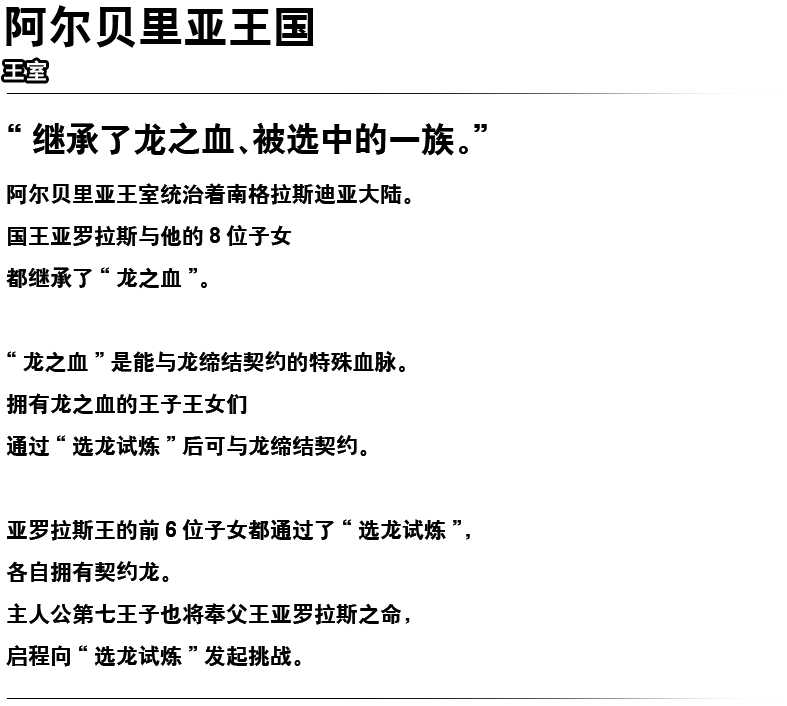 阿尔贝里亚王国
王室
“继承了龙之血、被选中的一族。”
阿尔贝里亚王室统治着南格拉斯迪亚大陆。
国王亚罗拉斯与他的8位子女
都继承了“龙之血”。
“龙之血”是能与龙缔结契约的特殊血脉。
拥有龙之血的王子王女们
通过“选龙试炼”后可与龙缔结契约。
亚罗拉斯王的前6位子女都通过了“选龙试炼”，
各自拥有契约龙。
主人公第七王子也将奉父王亚罗拉斯之命，
启程向“选龙试炼”发起挑战。